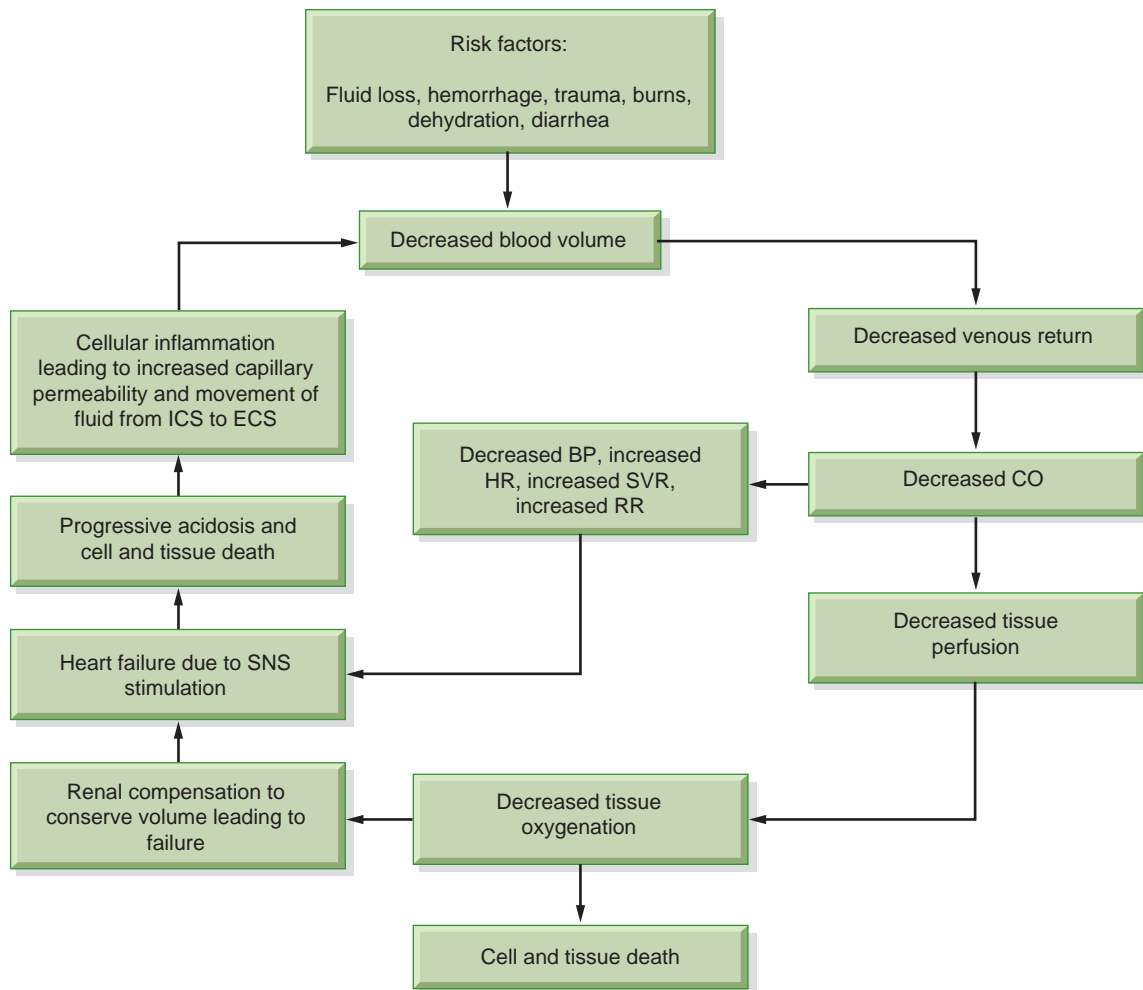 Risk factors:
Fluid loss, hemorrhage, trauma, burns,
dehydration, diarrhea
Decreased blood volume
Decreased venous return
Cellular inflammation
leading to increased capillary
permeability and movement of
fluid from ICS to ECS
Decreased BP, increased
HR, increased SVR,
increased RR
Decreased CO
Progressive acidosis and
cell and tissue death
Decreased tissue
perfusion
Heart failure due to SNS
stimulation
Renal compensation to
conserve volume leading to
failure
Decreased tissue
oxygenation
Cell and tissue death